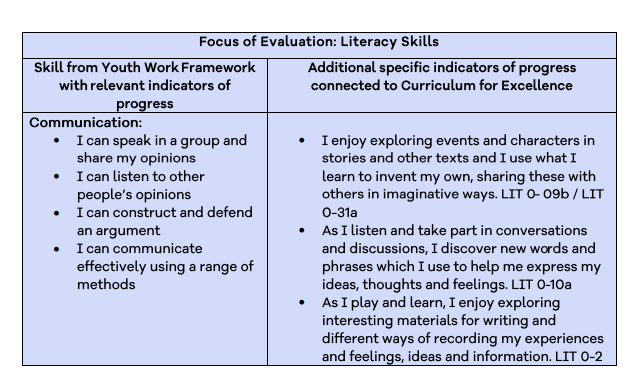 Focus of Evaluation: Literacy Skills
Skill from Youth Work Framework
with relevant indicators of
progress
Additional specific indicators of progress
connected to Curriculum for Excellence
Communication:
• I can speak in a group and
share my opinions
• I can listen to other
people's opinions
• I can construct and defend
an argument
• I can communicate
effectively using a range of
methods
• I enjoy exploring events and characters in
stories and other texts and I use what I
learn to invent my own, sharing these with
others in imaginative ways. LIT 0- 09b / LIT
0-31a
• As I listen and take part in conversations
and discussions, I discover new words and
phrases which I use to help me express my
ideas, thoughts and feelings. LIT 0-10a
• As I play and learn, I enjoy exploring
interesting materials for writing and
different ways of recording my experiences
and feelings, ideas and information. LIT 0-2